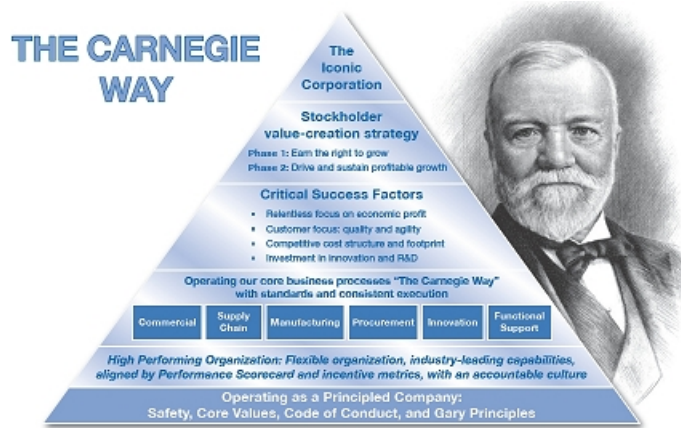 THE CARNEGIE
WAY
The
Iconic
Corporation
Stockholder
value-creation strategy
Phase 1: Earn the right to grow
Phase 2: Drive and sustain profitable growth
Critical Success Factors
▪ Relentless focus on economic profit
▪ Customer focus: quality and agility
▪ Competitive cost structure and footprint
▪ Investment in innovation and R&D
Operating our core business processes “The Carnegie Way”
with standards and consistent execution
Commercial
Supply
Chain
Manufacturing
Procurement
Innovation
Functional
Support
High Performing Organization: Flexible organization, industry-leading capabilities,
aligned by Performance Scorecard and incentive metrics, with an accountable culture
Operating as a Principled Company:
Safety, Core Values, Code of Conduct, and Gary Principles